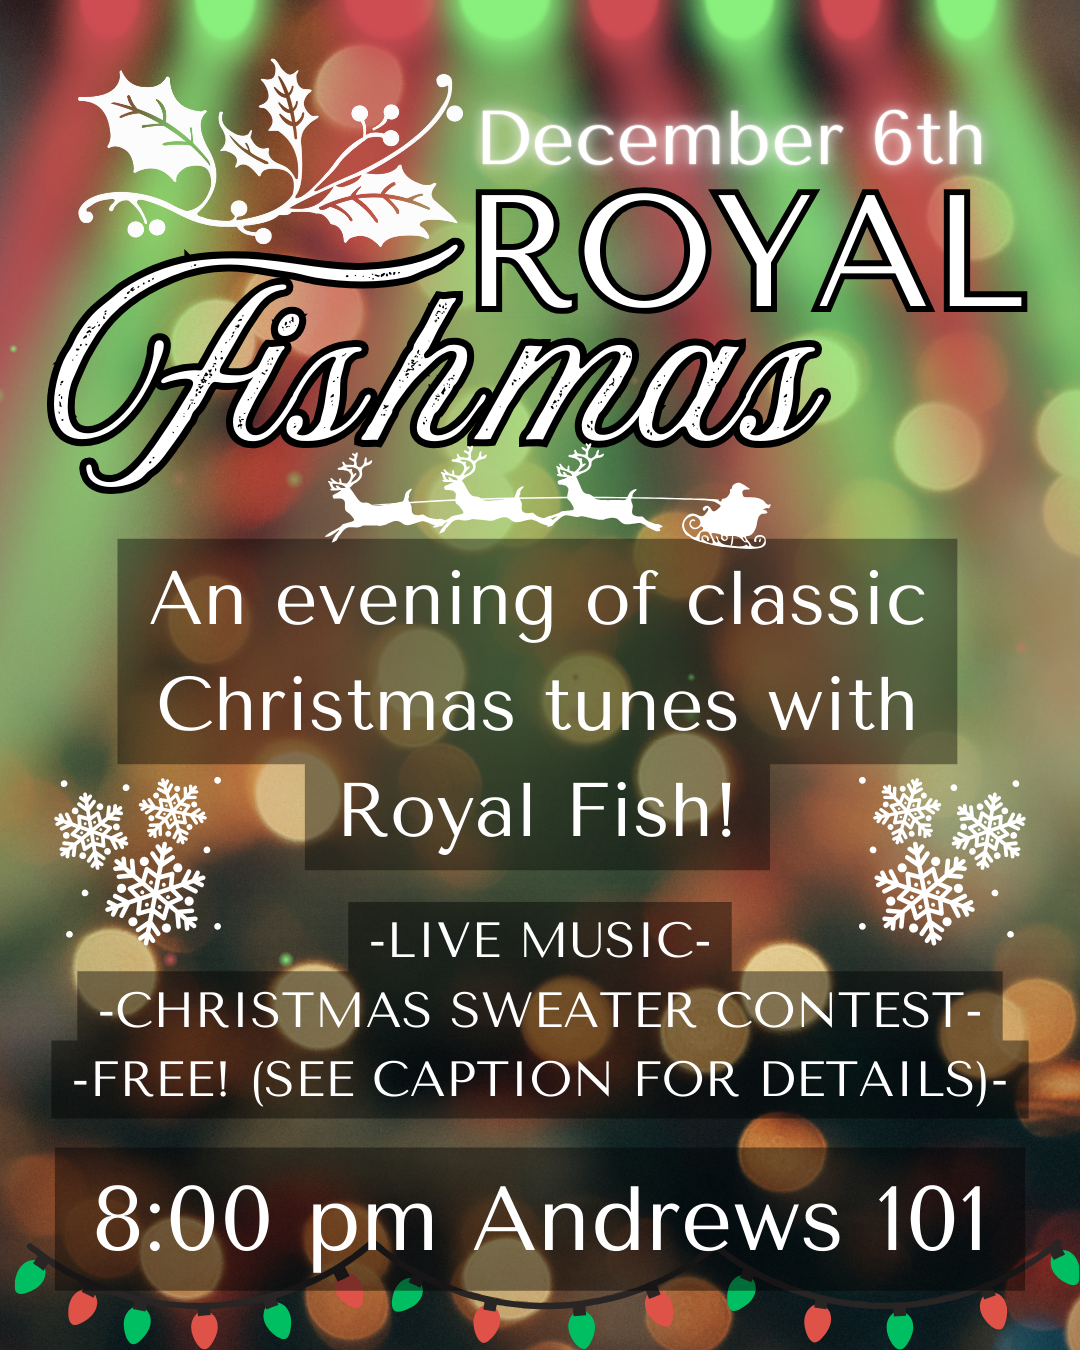 December 6th
ROYAL
Fishmas
An evening of classic
Christmas tunes with
Royal Fish!
-LIVE MUSIC-
-CHRISTMAS SWEATER CONTEST-
-FREE! (SEE CAPTION FOR DETAILS)-
8:00 pm Andrews 101